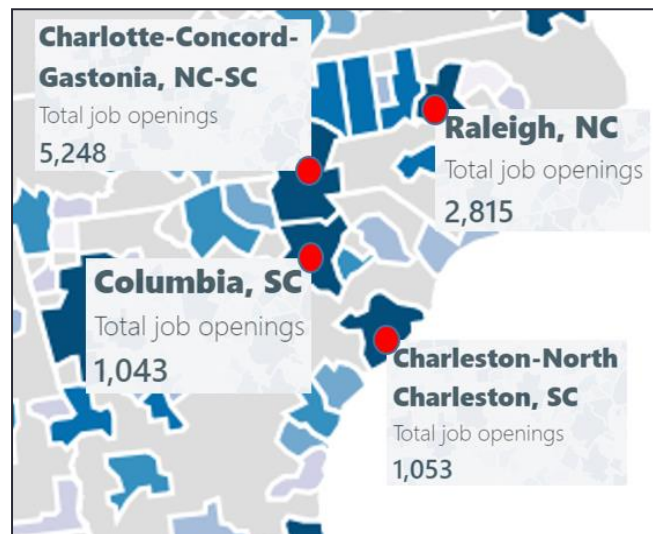 Charlotte-Concord-
Gastonia, NC-SC
Total job openings
5,248
Raleigh, NC
Total job openings
2,815
Columbia, SC
Total job openings
1,043
Charleston-North
Charleston, SC
Total job openings
1,053